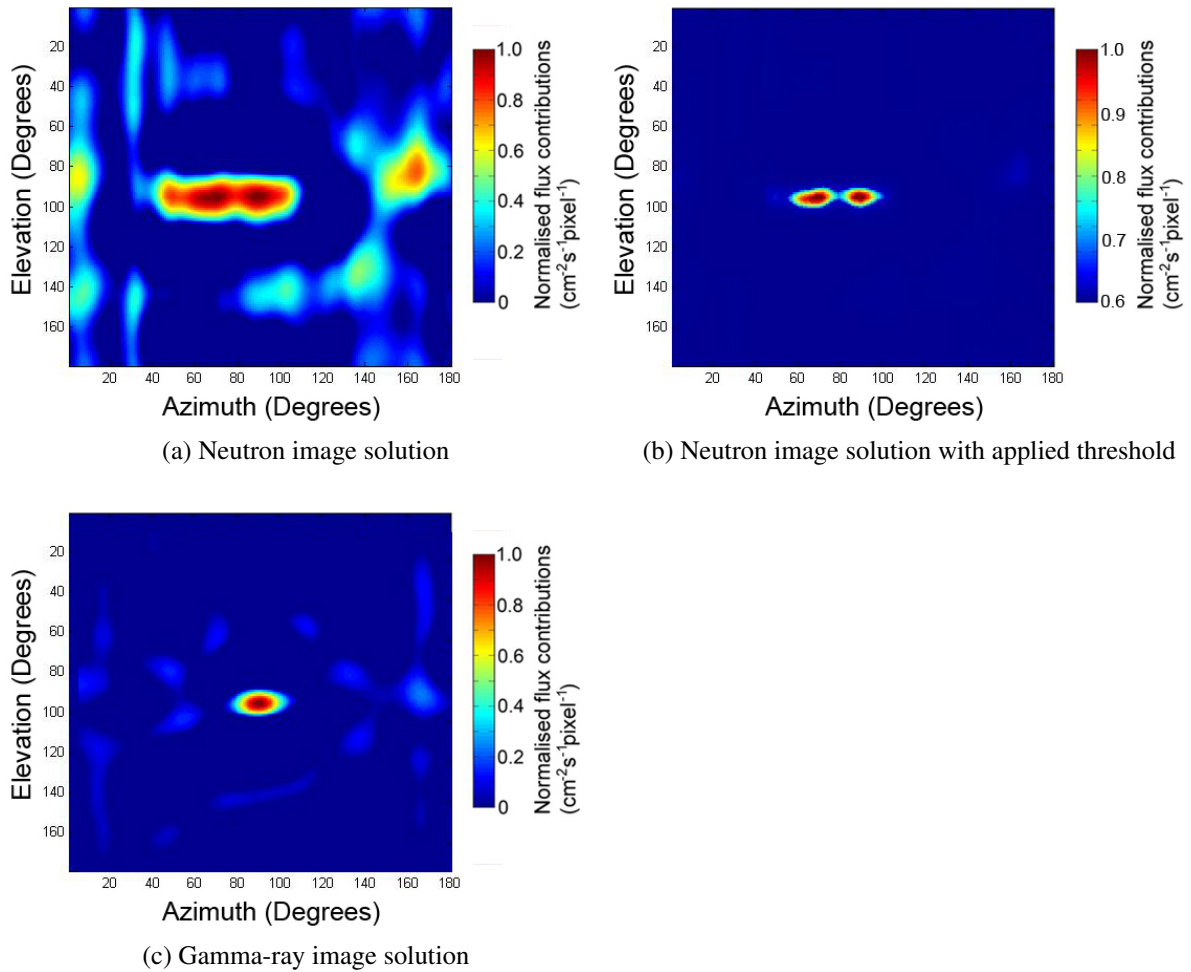 20
40
60
80
100
120
140
160
Elevation (Degrees)
20 40 60 80 100 120 140 160 180
Azimuth (Degrees)
1.0
0.8
0.6
0.4
0.2
0
Normalised flux contributions
(cm-2s-1pixel-1)
(a) Neutron image solution
20
40
60
80
100
120
140
160
Elevation (Degrees)
20 40 60 80 100 120 140 160 180
Azimuth (Degrees)
1.0
0.9
0.8
0.7
0.6
Normalised flux contributions
(cm-2s-1pixel-1)
(b) Neutron image solution with applied threshold
20
40
60
80
100
120
140
160
Elevation (Degrees)
20 40 60 80 100 120 140 160 180
Azimuth (Degrees)
1.0
0.8
0.6
0.4
0.2
0
Normalised flux contributions
(cm-2s-1pixel-1)
(c) Gamma-ray image solution